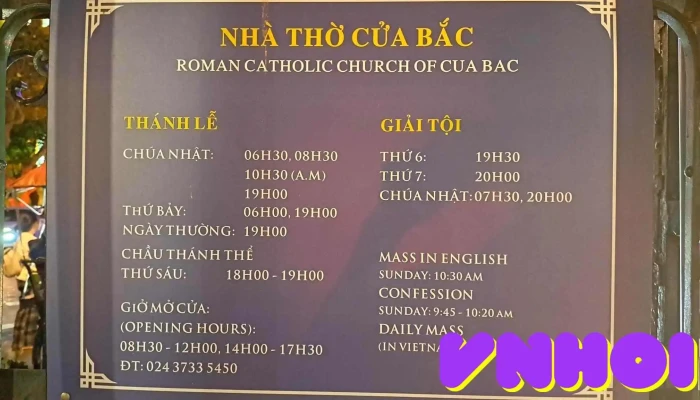 NHÀ THỜ CỬA BẮC
ROMAN CATHOLIC CHURCH OF CUA BAC
THÁNH LỄ
CHÚA NHẬT: 06H30, 08H30
10H30 (A.M)
19H00
THỨ BẢY: 06H00, 19H00
NGÀY THƯỜNG: 19H00
CHẦU THÁNH THỂ
THỨ SÁU: 18H00 - 19H00
GIỜ MỞ CỬA:
(OPENING HOURS):
08H30 - 12H00, 14H00 - 17H30
ĐT: 024 3733 5450
GIẢI TỘI
THỨ 6: 19H30
THỨ 7: 20H00
CHÚA NHẬT: 07H30, 20H00
MASS IN ENGLISH
SUNDAY: 10:30 AM
CONFESSION
SUNDAY: 9:45 - 10:20 AM
DAILY MASS
(IN
VNHOI